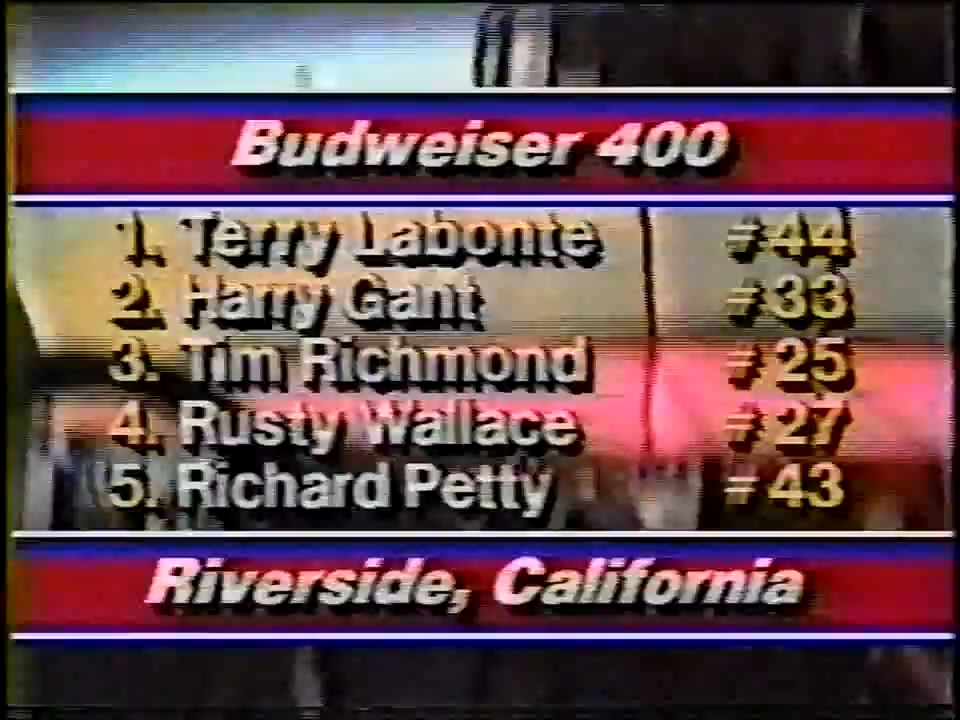 Budweiser 400
1. Terry Labonte #44
2. Harry Gant #33
3. Tim Richmond #25
4. Rusty Wallace #27
5. Richard Petty #43
Riverside, California